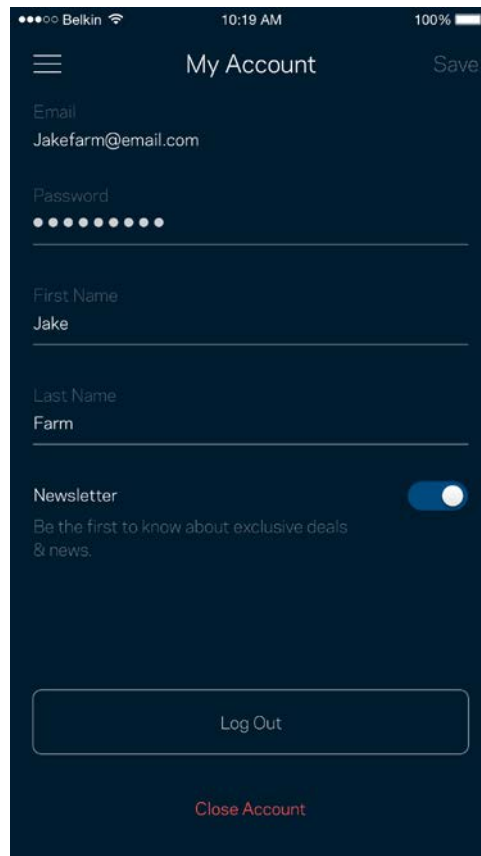 Belkin 10:19 AM 100%
My Account Save
Email
Jakefarm@email.com
Password
●●●●●●●●●
First Name
Jake
Last Name
Farm
Newsletter
Be the first to know about exclusive deals
& news.
Log Out
Close Account